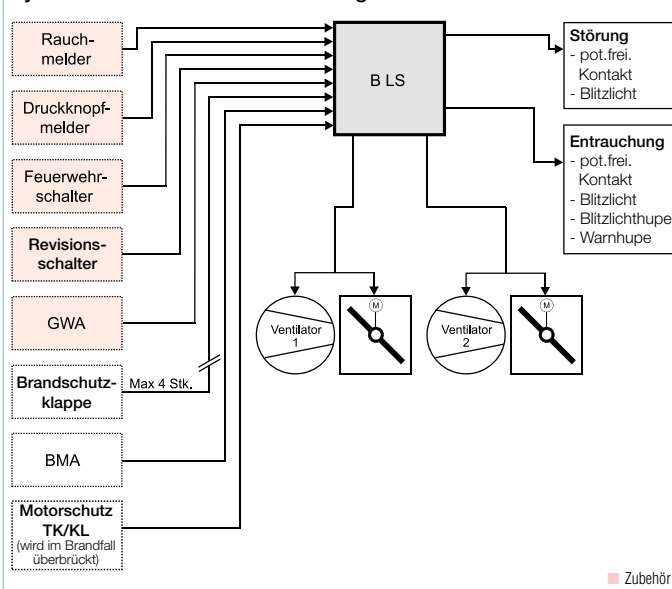 Rauch-
melder
Druckknopf-
melder
Feuerwehr-
schalter
Revisions-
schalter
GWA
Brandschutz-
klappe
Max 4 Stk.
BMA
Motorschutz
TK/KL
(wird im Brandfall
überbrückt)
B LS
Störung
- pot.frei.
Kontakt
- Blitzlicht
Entrauchung
- pot.frei.
Kontakt
- Blitzlicht
- Blitzlichthupe
- Warnhupe
Ventilator
1
M
Ventilator
2
M
Zubehör